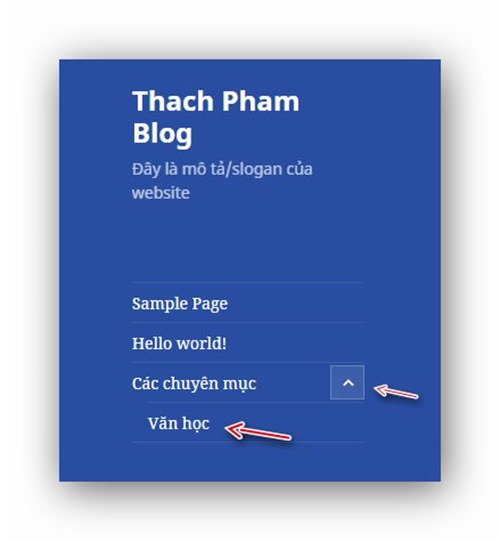 Thach Pham
Blog
Đây là mô tả/slogan của
website
Sample Page
Hello world!
Các chuyên mục
Văn học